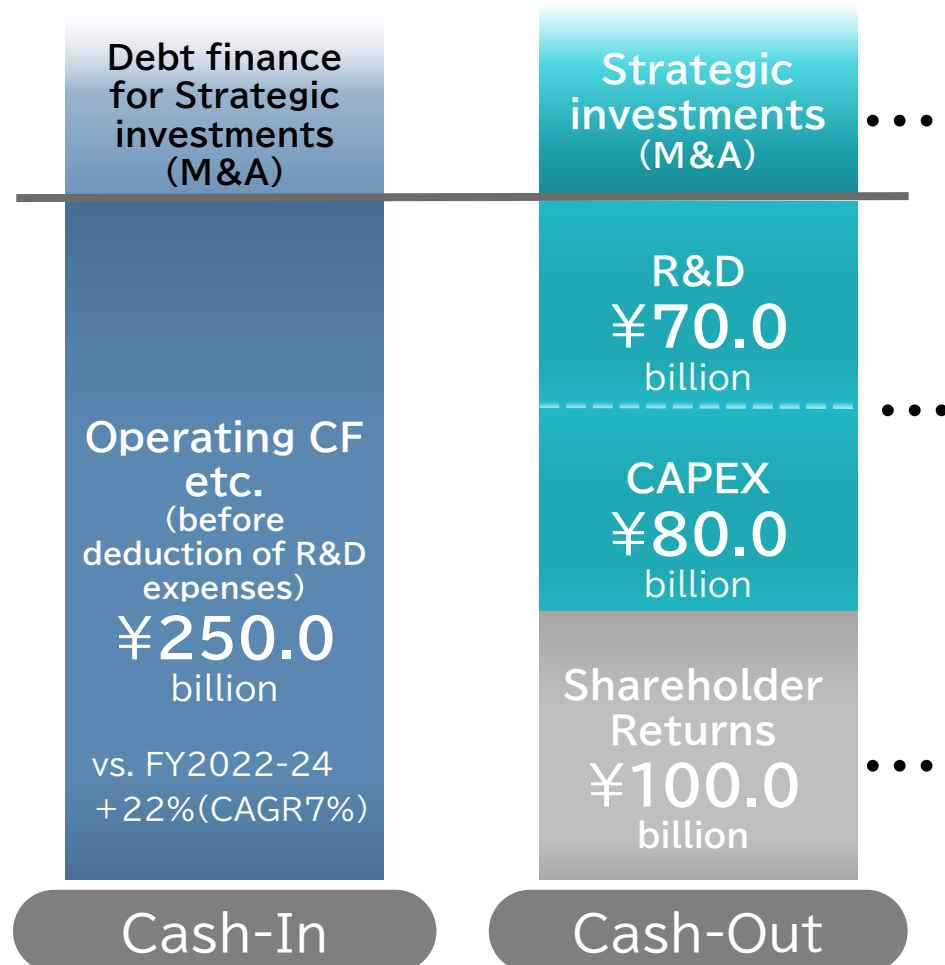 Debt finance
for Strategic
investments
(M&A)
Operating CF
etc.
(before
deduction of R&D
expenses)
¥250.0
billion
vs. FY2022-24
+22%(CAGR7%)
Cash-In
Strategic
investments
(M&A)
•••
R&D
¥70.0
billion
•••
CAPEX
¥80.0
billion
Shareholder
Returns
¥100.0
billion
•••
Cash-Out